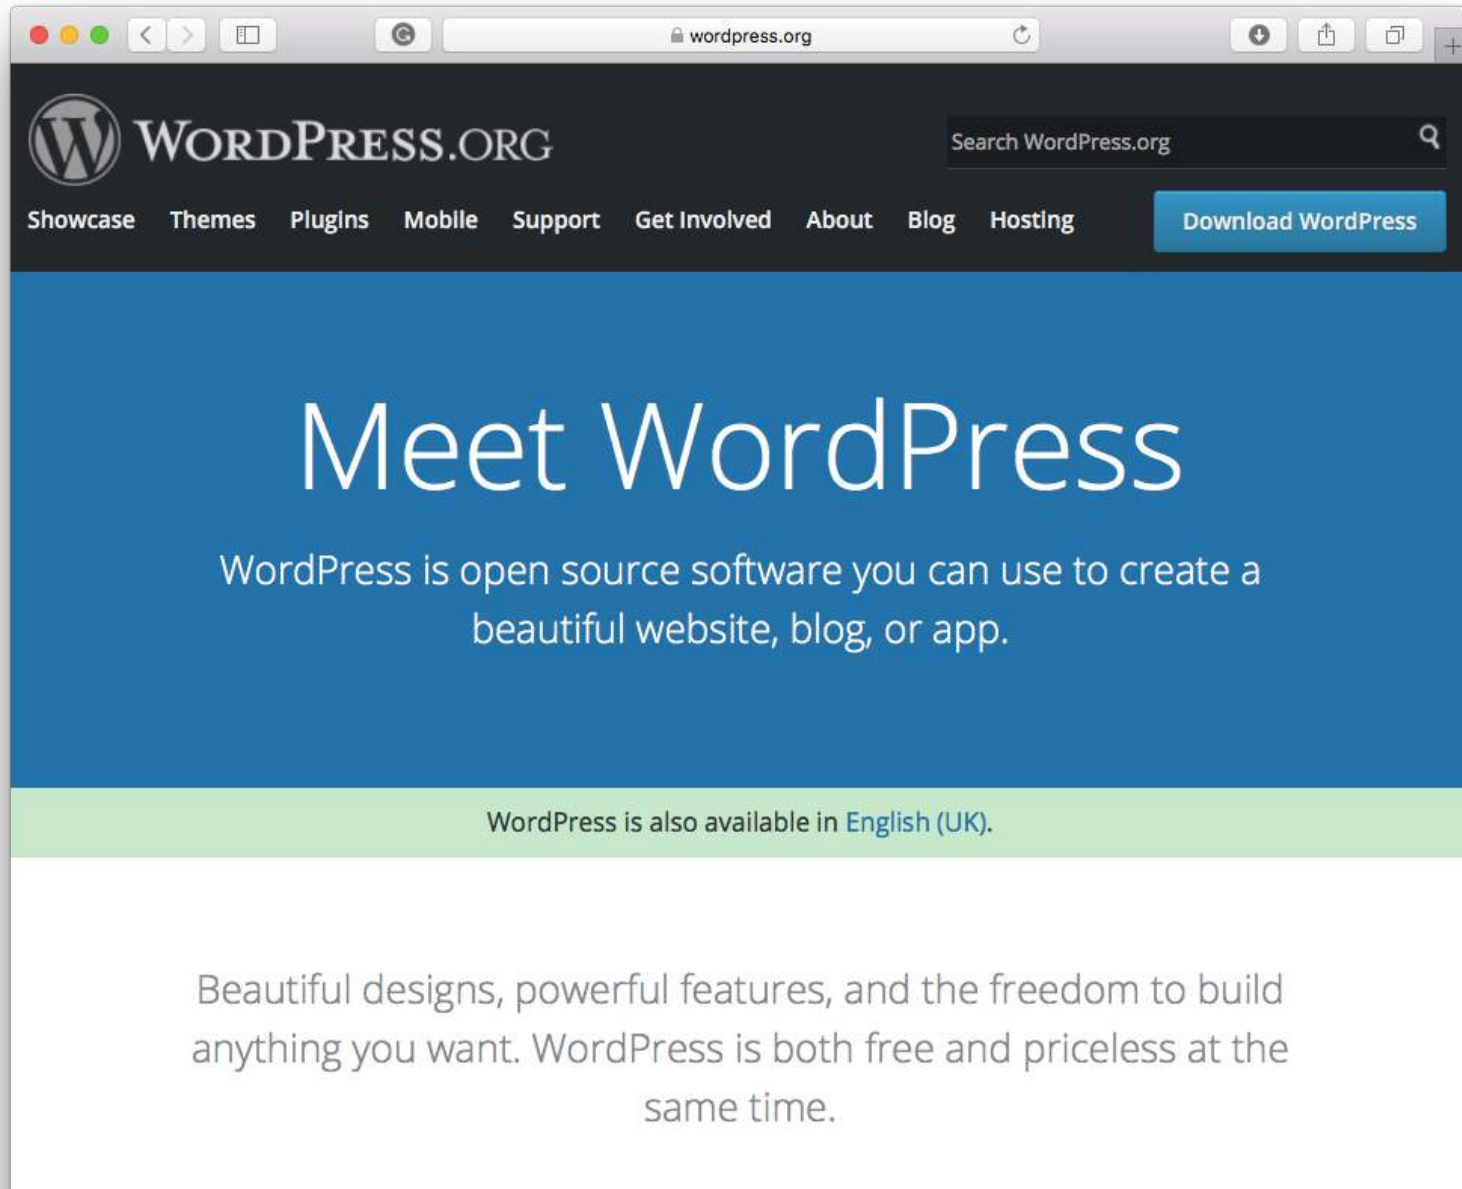 wordpress.org
WORDPRESS.ORG
Search WordPress.org
Showcase Themes Plugins Mobile Support Get Involved About Blog Hosting Download WordPress
Meet WordPress
WordPress is open source software you can use to create a
beautiful website, blog, or app.
WordPress is also available in English (UK).
Beautiful designs, powerful features, and the freedom to build
anything you want. WordPress is both free and priceless at the
same time.